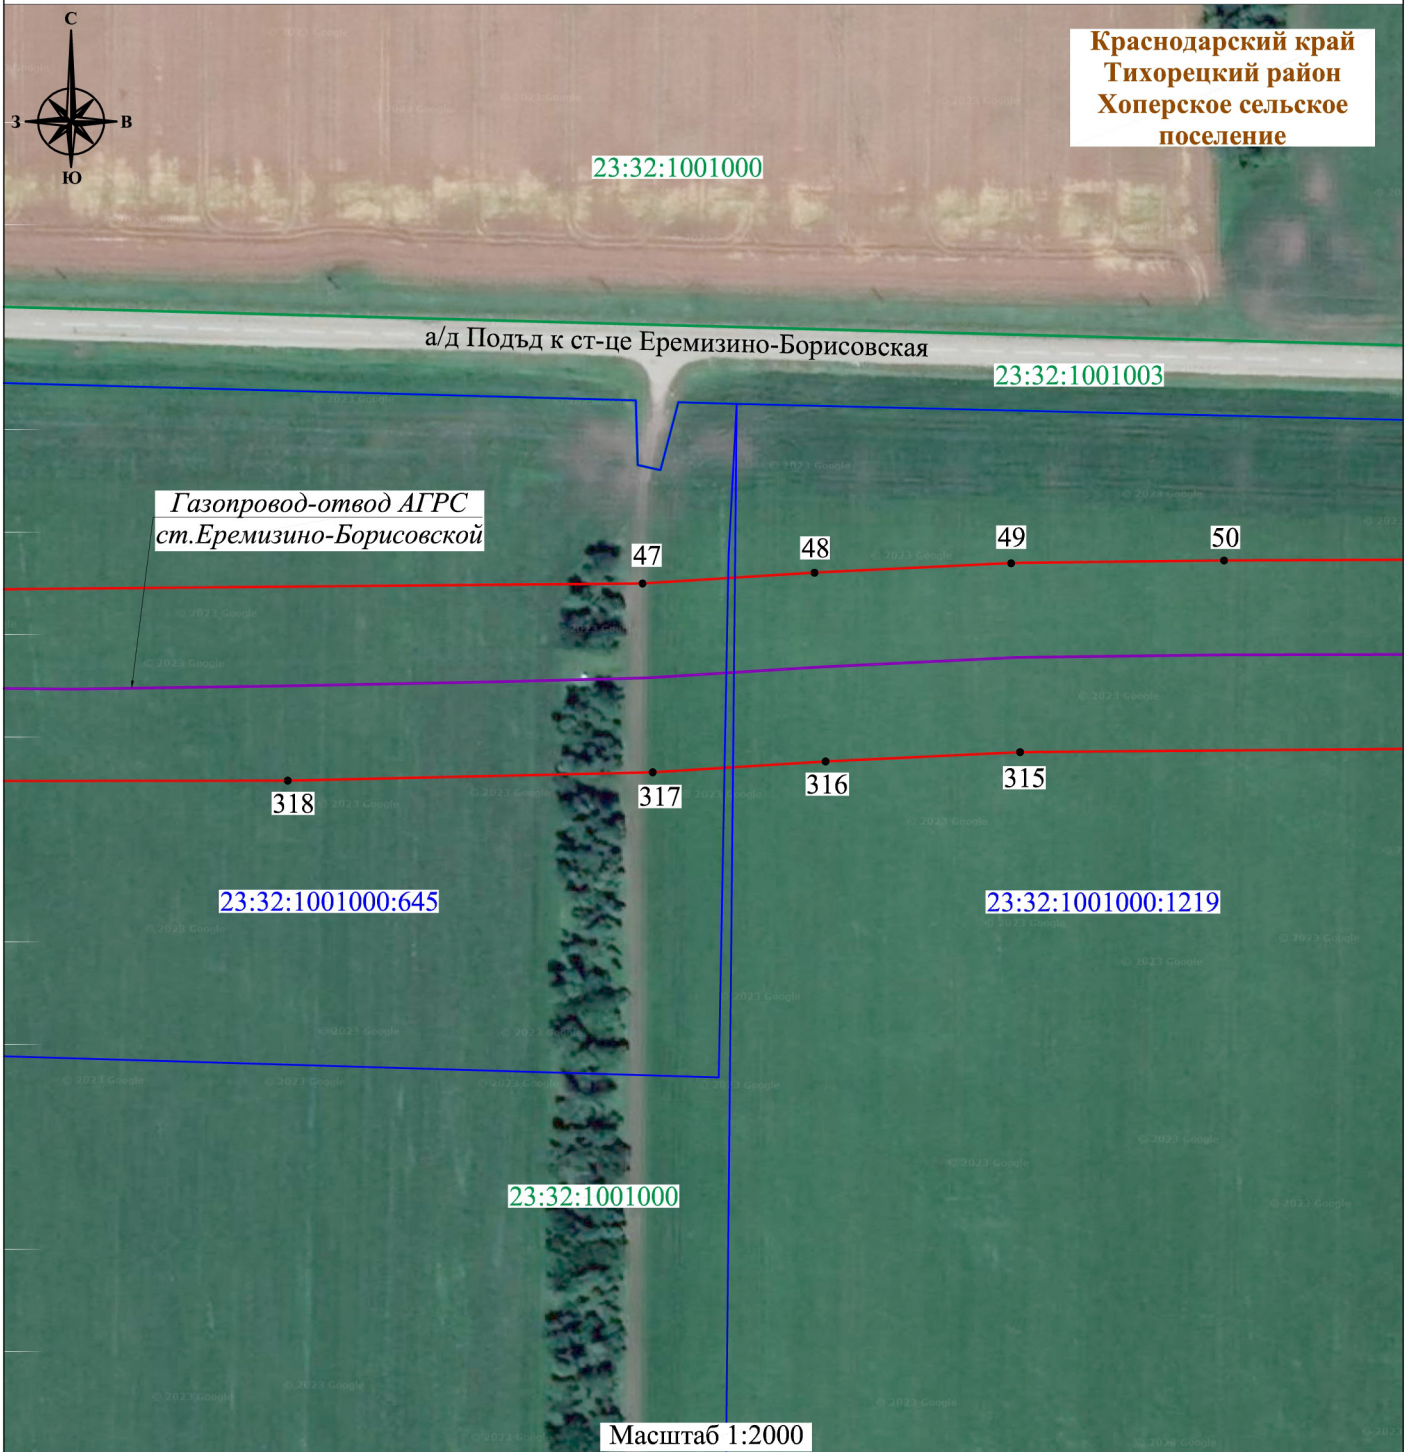 С
З
В
Ю
Краснодарский край
Тихорецкий район
Хоперское сельское
поселение
23:32:1001000
а/д Подъд к ст-це Еремизино-Борисовская
23:32:1001003
Газопровод-отвод АГРС
ст.Еремизино-Борисовской
47
48
49
50
318
317
316
315
23:32:1001000:645
23:32:1001000:1219
23:32:1001000
Масштаб 1:2000
© 2023 Google